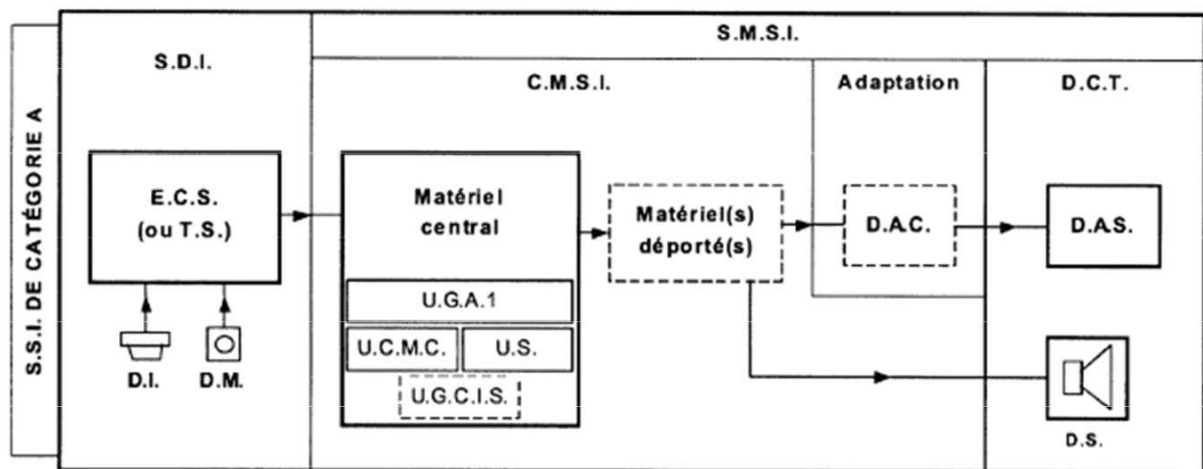 S.S.I. DE CATÉGORIE A
S.D.I.
S.M.S.I.
C.M.S.I.
Adaptation
D.C.T.
E.C.S.
(ou T.S.)
D.I.
D.M.
Matériel
central
U.G.A.1
U.C.M.C.
U.S.
U.G.C.I.S.
Matériel(s)
déporté(s)
D.A.C.
D.A.S.
D.S.